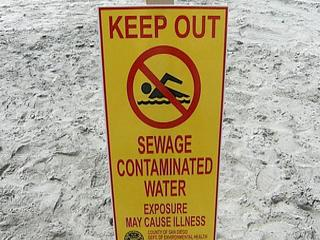 KEEP OUT
SEWAGE
CONTAMINATED
WATER
EXPOSURE
MAY CAUSE ILLNESS
COUNTY OF SAN DIEGO
DEPT. OF ENVIRONMENTAL HEALTH